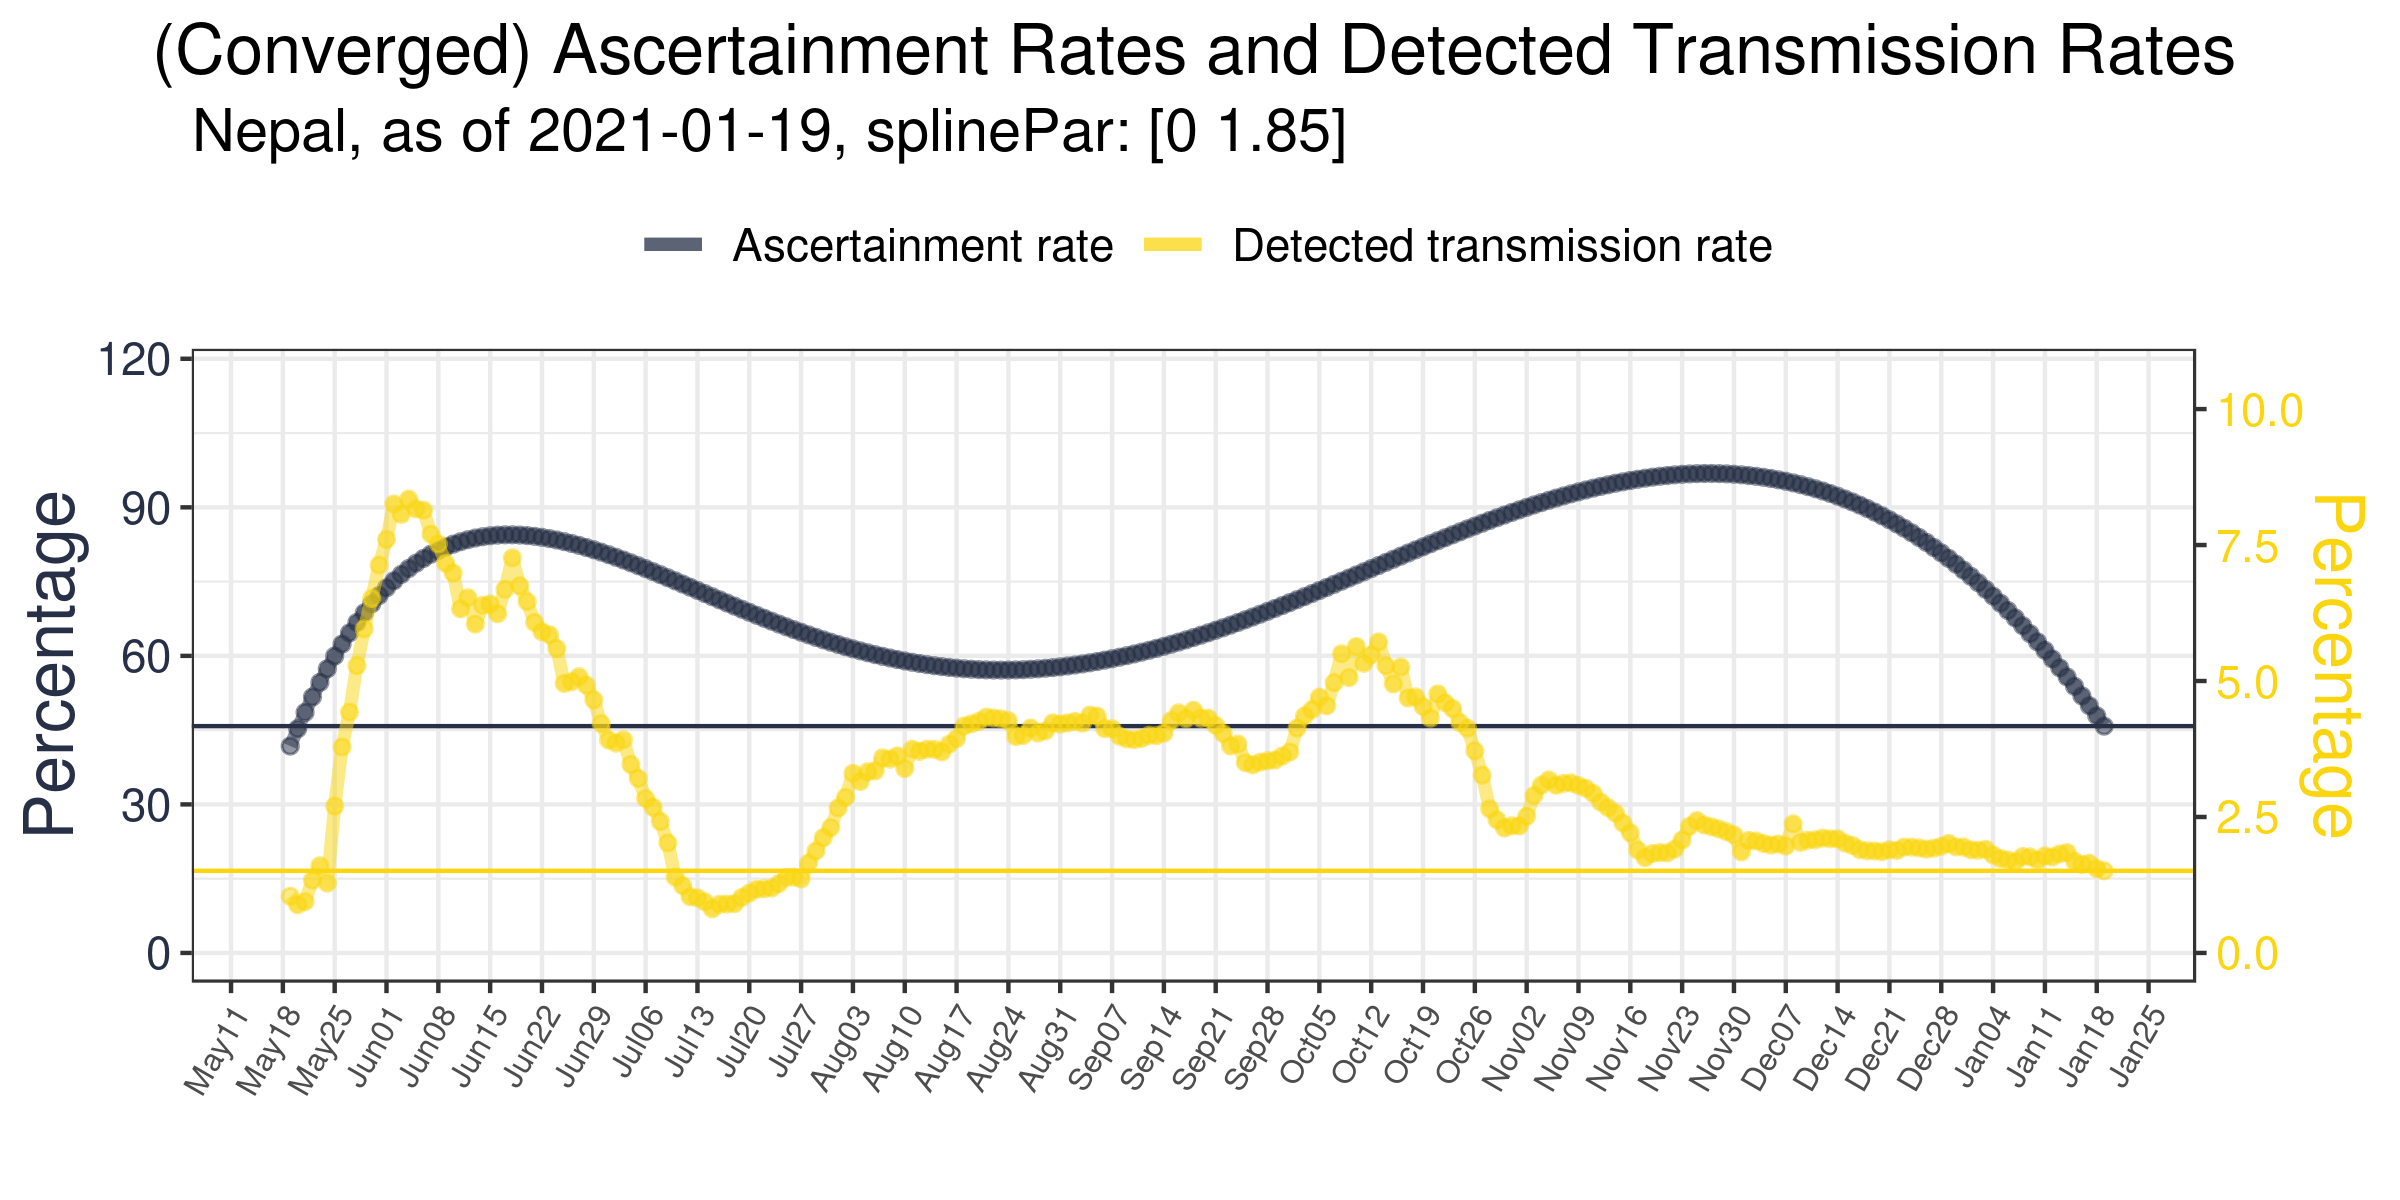 (Converged) Ascertainment Rates and Detected Transmission Rates
Nepal, as of 2021-01-19, splinePar: [0 1.85]
Ascertainment rate
Detected transmission rate
Percentage
120
90
60
30
0
10.0
7.5
5.0
2.5
0.0
Percentage
May11
May18
May25
Jun01
Jun08
Jun15
Jun22
Jun29
Jul06
Jul13
Jul20
Jul27
Aug03
Aug10
Aug17
Aug24
Aug31
Sep07
Sep14
Sep21
Sep28
Oct05
Oct12
Oct19
Oct26
Nov02
Nov09
Nov16
Nov23
Nov30
Dec07
Dec14
Dec21
Dec28
Jan04
Jan11
Jan18
Jan25